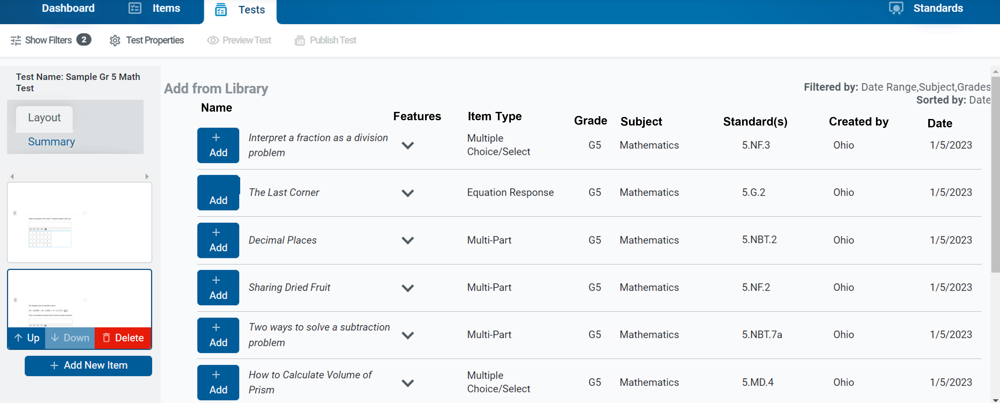 Dashboard Items Tests Standards
Show Filters 2 Test Properties Preview Test Publish Test
Test Name: Sample Gr 5 Math
Test
Layout
Summary
Up Down Delete
+ Add New Item
Add from Library
Filtered by: Date Range,Subject,Grades
Sorted by: Date
Name Features Item Type Grade Subject Standard(s) Created by Date
+
Add
Interpret a fraction as a division
problem
Multiple
Choice/Select
G5 Mathematics 5.NF.3 Ohio 1/5/2023
Add The Last Corner Equation Response G5 Mathematics 5.G.2 Ohio 1/5/2023
+
Add
Decimal Places Multi-Part G5 Mathematics 5.NBT.2 Ohio 1/5/2023
+
Add
Sharing Dried Fruit Multi-Part G5 Mathematics 5.NF.2 Ohio 1/5/2023
+
Add
Two ways to solve a subtraction
problem
Multi-Part G5 Mathematics 5.NBT.7a Ohio 1/5/2023
+
Add
How to Calculate Volume of
Prism
Multiple
Choice/Select
G5 Mathematics 5.MD.4 Ohio 1/5/2023